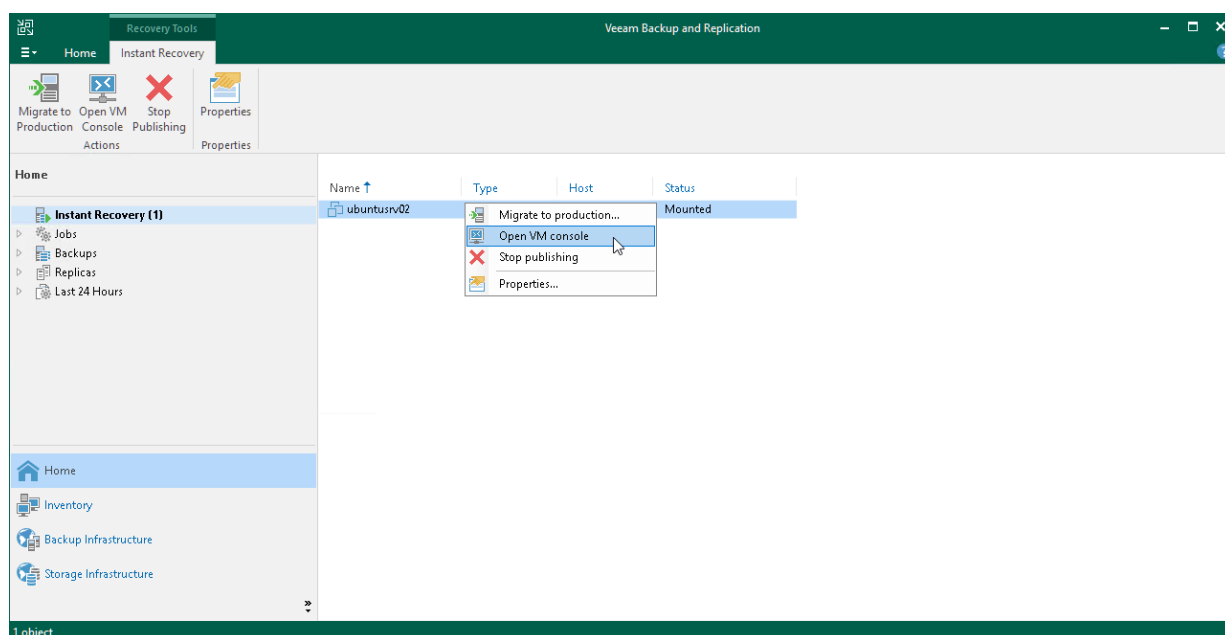 Recovery Tools
Veeam Backup and Replication
Home
Instant Recovery
Migrate to Production
Open VM Console
Stop Publishing
Properties
Actions
Properties
Home
Name
Type
Host
Status
Instant Recovery (1)
ubuntusrv02
Mounted
Migrate to production...
Jobs
Open VM console
Backups
Stop publishing
Replicas
Properties...
Last 24 Hours
Home
Inventory
Backup Infrastructure
Storage Infrastructure
1 object